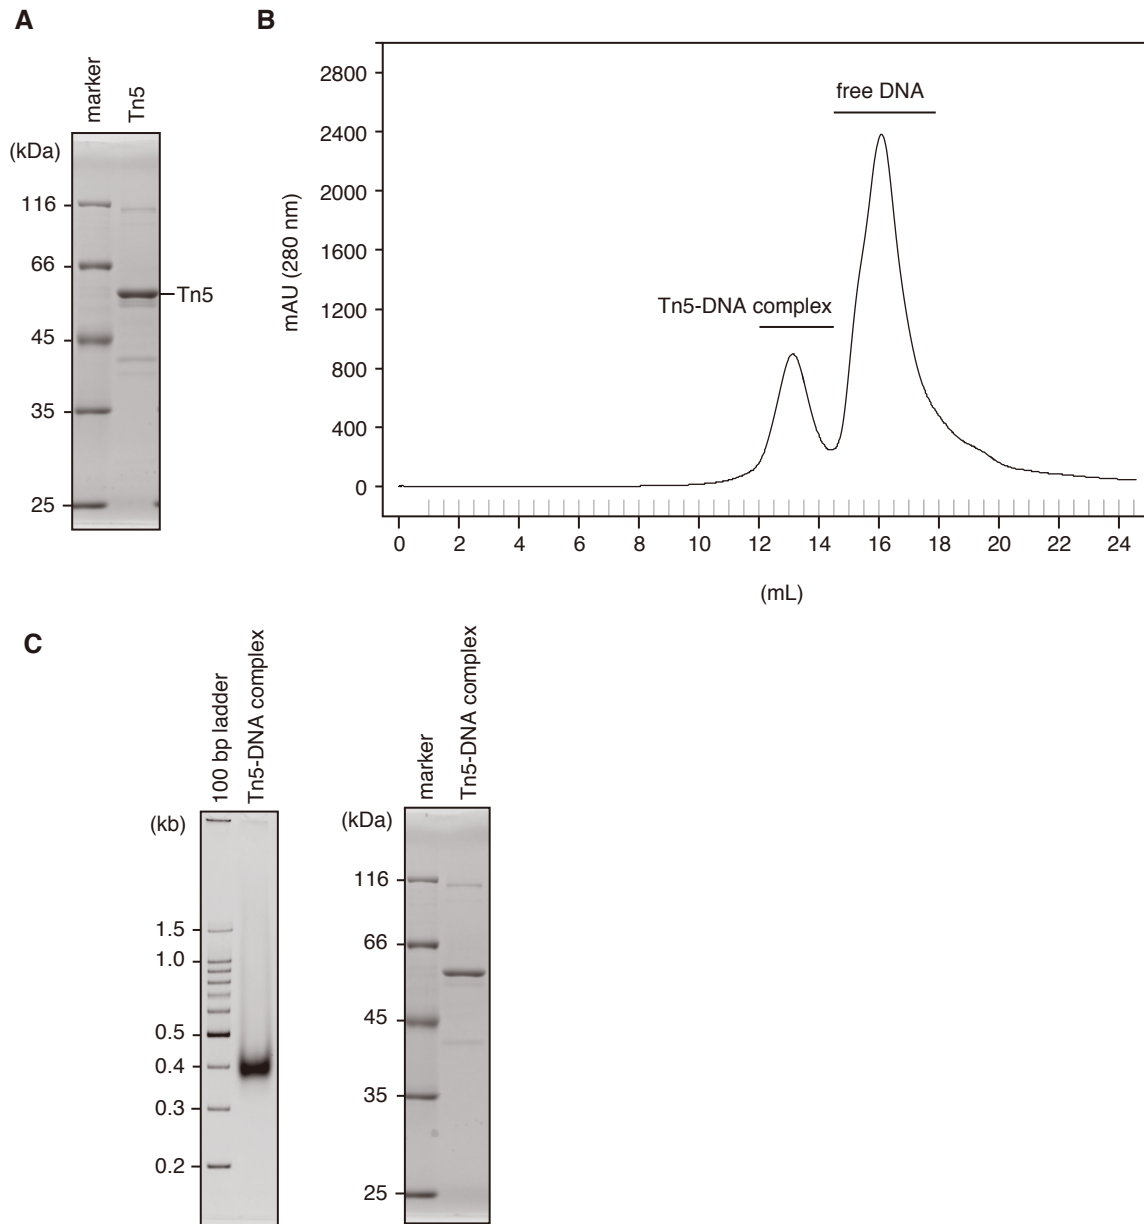 A
marker
Tn5
(kDa)
116
66
45
35
25
Tn5
B
mAU (280 nm)
2800
2400
2000
1600
1200
800
400
0
free DNA
Tn5-DNA complex
0 2 4 6 8 10 12 14 16 18 20 22 24
(mL)
C
100 bp ladder
Tn5-DNA complex
(kb)
1.5
1.0
0.5
0.4
0.3
0.2
marker
Tn5-DNA complex
(kDa)
116
66
45
35
25